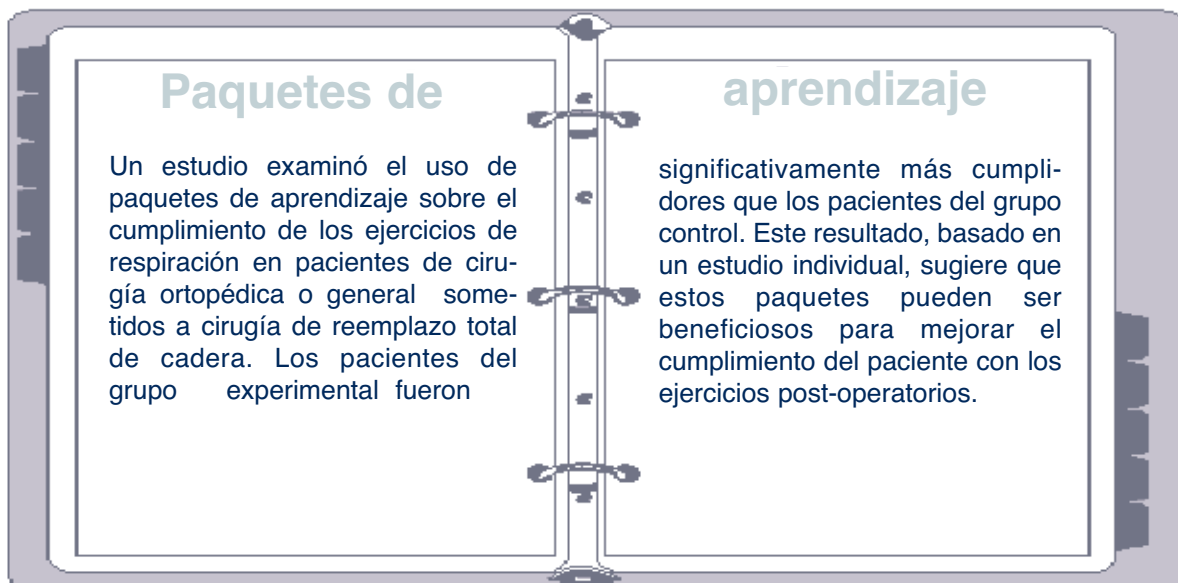 Paquetes de
Un estudio examinó el uso de
paquetes de aprendizaje sobre el
cumplimiento de los ejercicios de
respiración en pacientes de ciru-
gía ortopédica o general some-
tidos a cirugía de reemplazo total
de cadera. Los pacientes del
grupo experimental fueron
aprendizaje
significativamente más cumpli-
dores que los pacientes del grupo
control. Este resultado, basado en
un estudio individual, sugiere que
estos paquetes pueden ser
beneficiosos para mejorar el
cumplimiento del paciente con los
ejercicios post-operatorios.